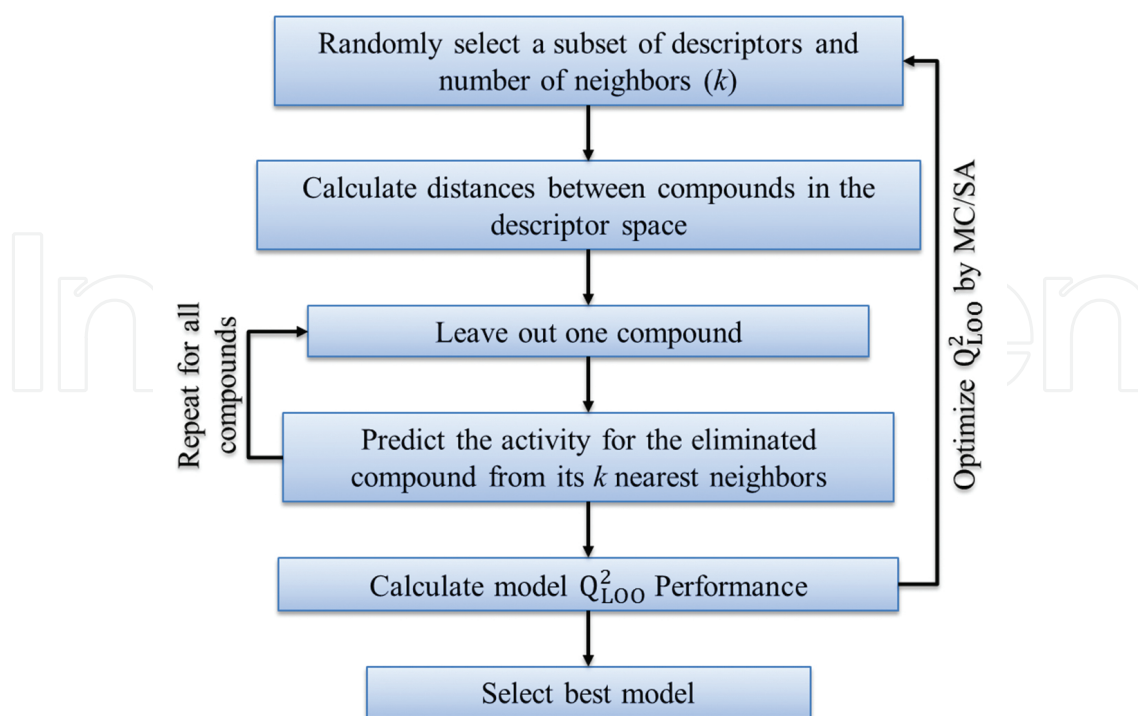 Randomly select a subset of descriptors and
number of neighbors (k)
Calculate distances between compounds in the
descriptor space
Leave out one compound
Repeat for all
compounds
Predict the activity for the eliminated
compound from its k nearest neighbors
Optimize Q²LOO by MC/SA
Calculate model Q²LOO Performance
Select best model